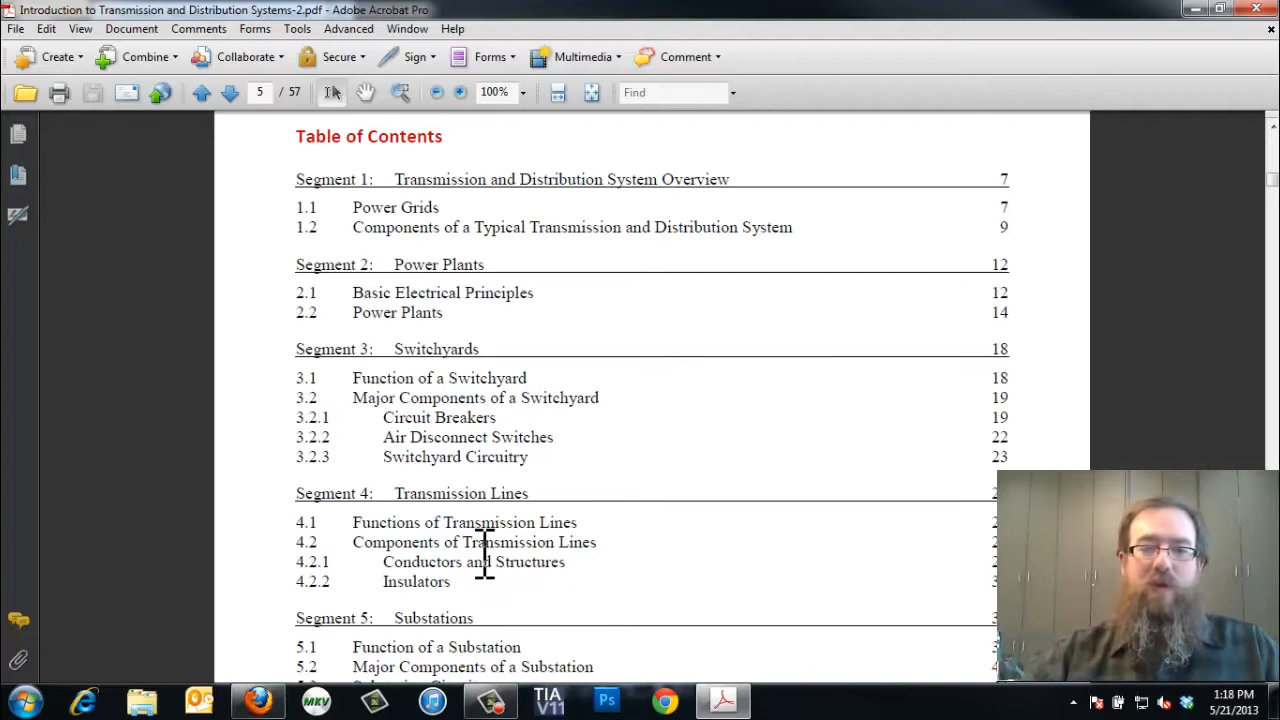 Introduction to Transmission and Distribution Systems-2.pdf - Adobe Acrobat Pro
File Edit View Document Comments Forms Tools Advanced Window Help
Create Combine Collaborate Secure Sign Forms Multimedia Comment
5 / 57 100% Find
Table of Contents
Segment 1: Transmission and Distribution System Overview 7
1.1 Power Grids 7
1.2 Components of a Typical Transmission and Distribution System 9
Segment 2: Power Plants 12
2.1 Basic Electrical Principles 12
2.2 Power Plants 14
Segment 3: Switchyards 18
3.1 Function of a Switchyard 18
3.2 Major Components of a Switchyard 19
3.2.1 Circuit Breakers 19
3.2.2 Air Disconnect Switches 22
3.2.3 Switchyard Circuitry 23
Segment 4: Transmission Lines
4.1 Functions of Transmission Lines
4.2 Components of Transmission Lines
4.2.1 Conductors and Structures
4.2.2 Insulators
Segment 5: Substations
5.1 Function of a Substation
5.2 Major Components of a Substation
MKV TIA V11 Ps
1:18 PM
5/21/2013